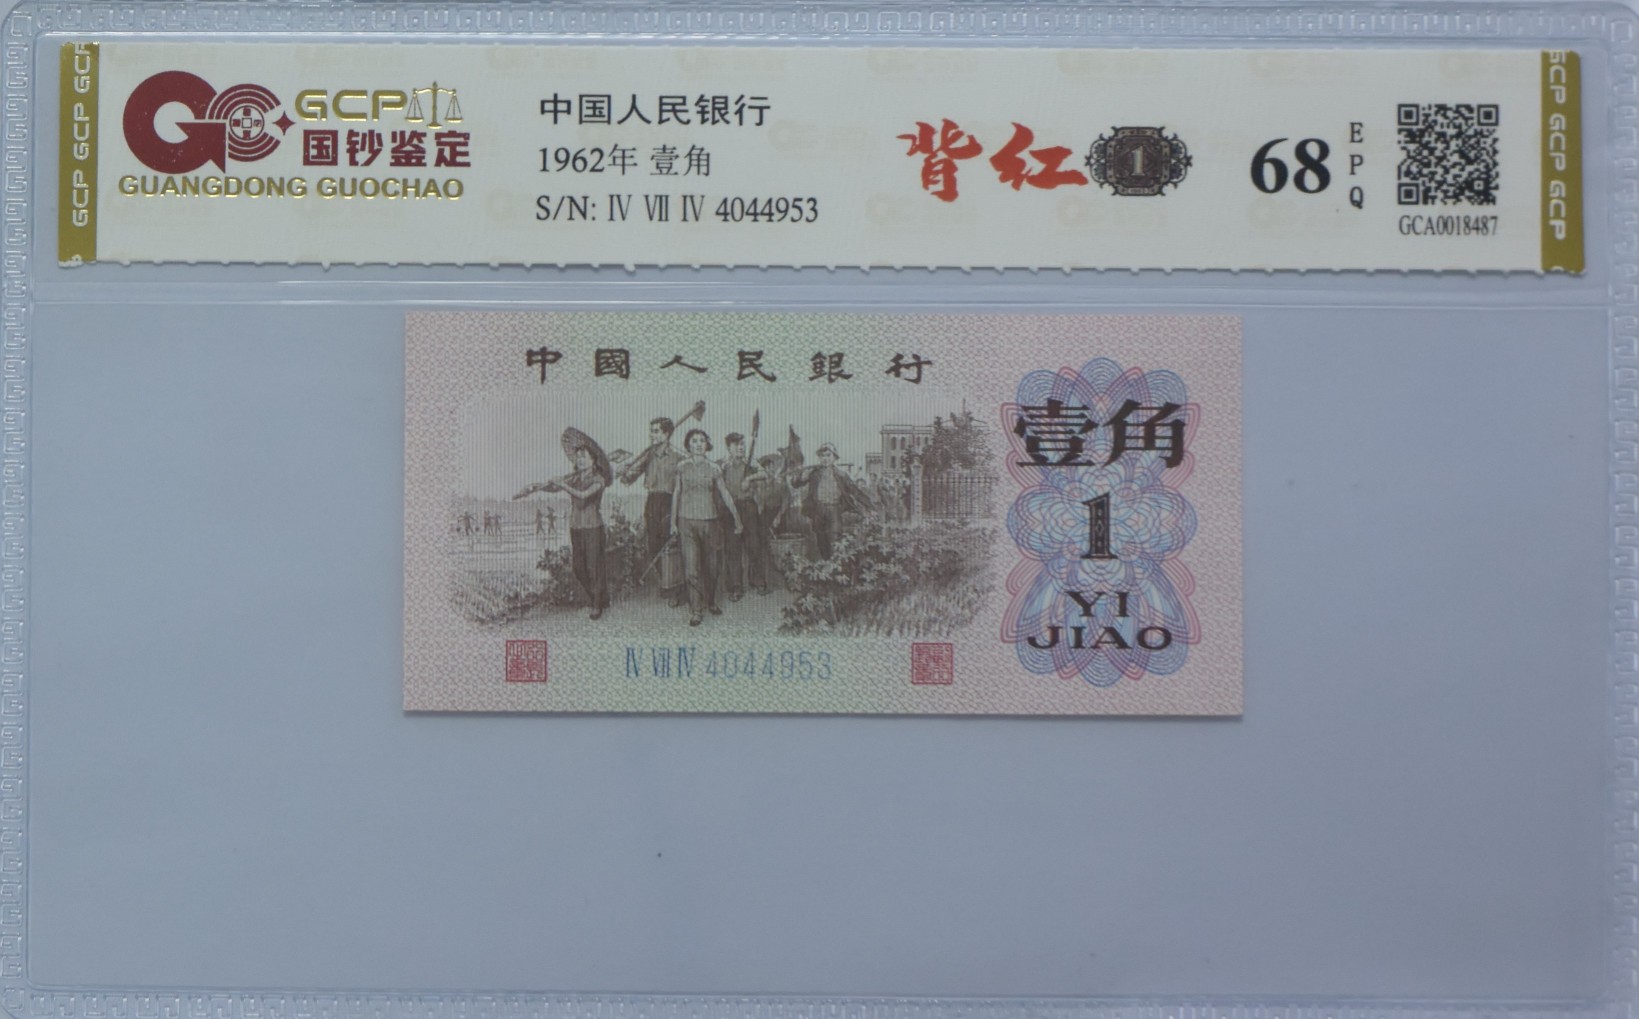 GCP
国钞鉴定
GUANGDONG GUOCHAO
中国人民银行
1962年 壹角
S/N: Ⅳ Ⅶ Ⅳ 4044953
背红
1
68
EPQ
GCA0018487
GCP GCP GCP
GCP GCP GCP
中國人民銀行
壹角
1
YI
JIAO
Ⅳ Ⅶ Ⅳ 4044953